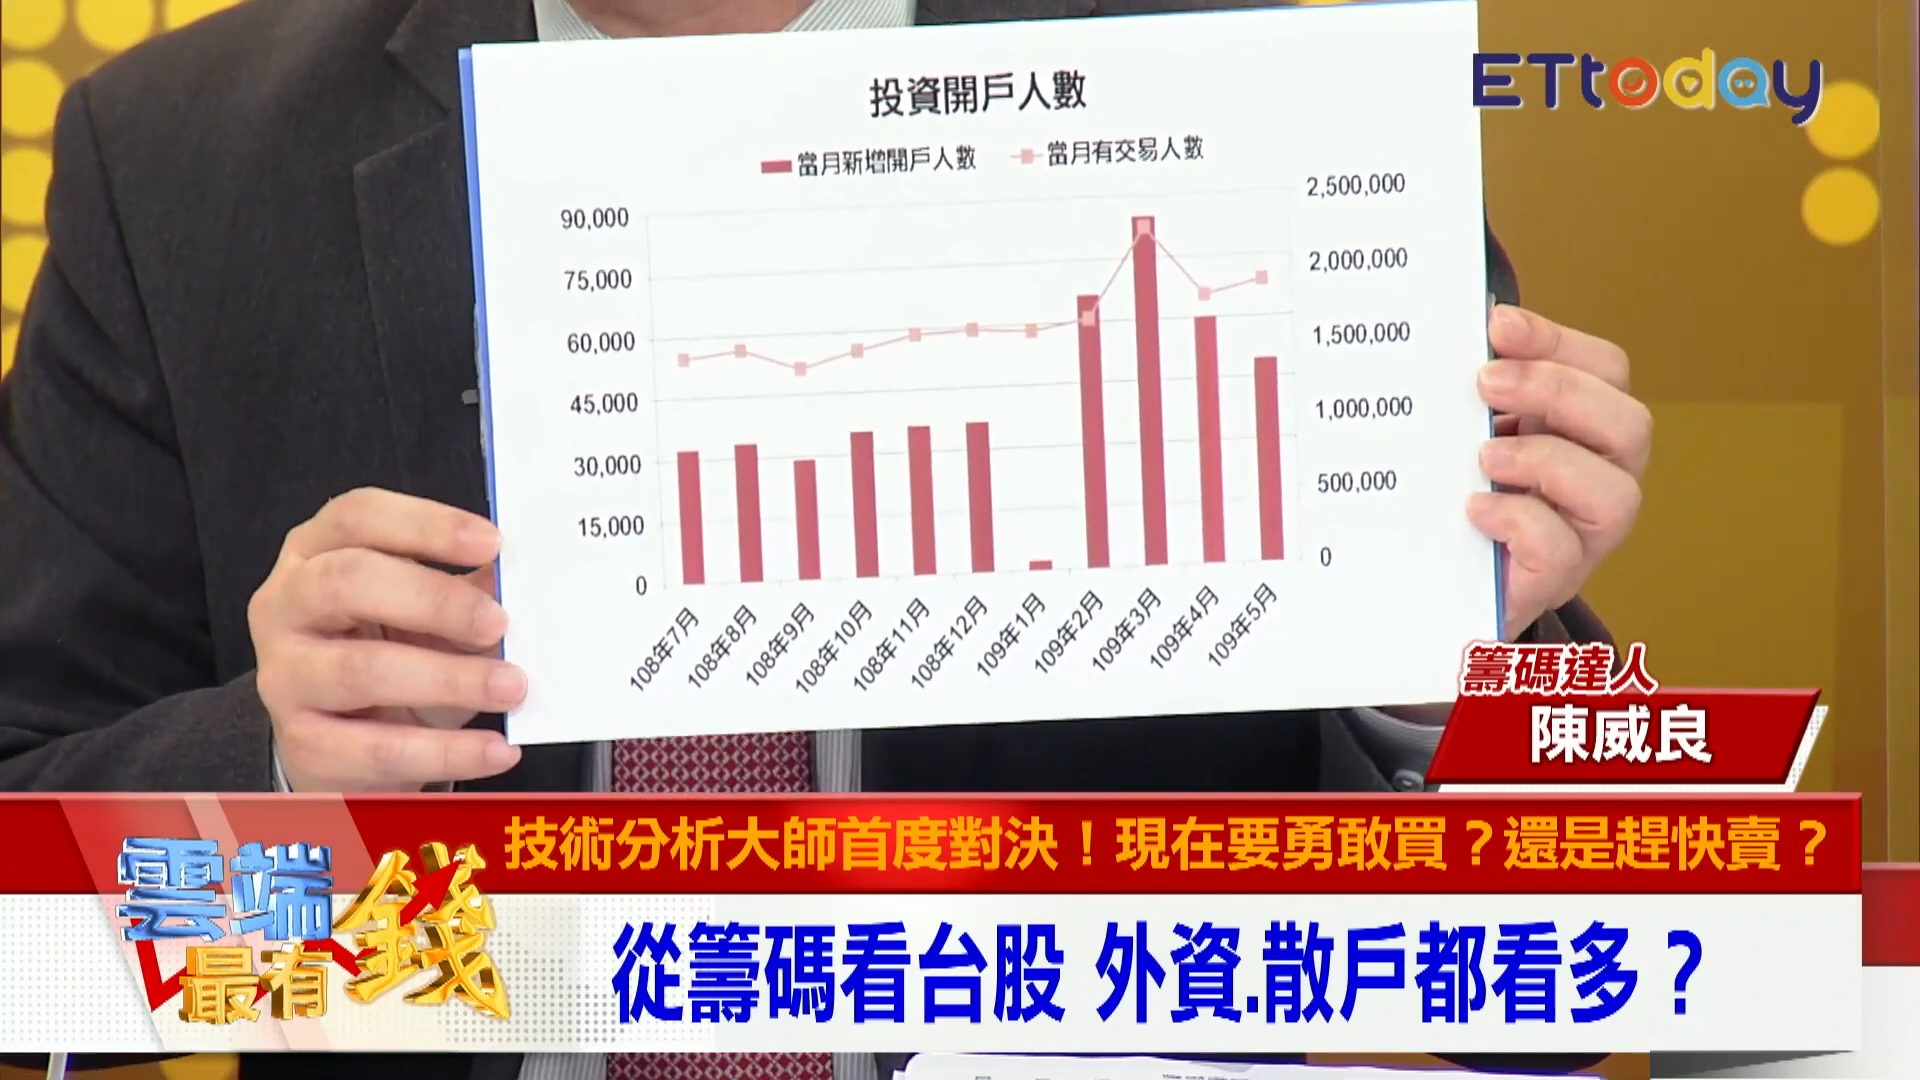 ETtoday
投資開戶人數
當月新增開戶人數 當月有交易人數
90,000
75,000
60,000
45,000
30,000
15,000
0
2,500,000
2,000,000
1,500,000
1,000,000
500,000
0
108年7月
108年8月
108年9月
108年10月
108年11月
108年12月
109年1月
109年2月
109年3月
109年4月
109年5月
籌碼達人
陳威良
技術分析大師首度對決！現在要勇敢買？還是趕快賣？
雲端
最有錢
從籌碼看台股 外資.散戶都看多？